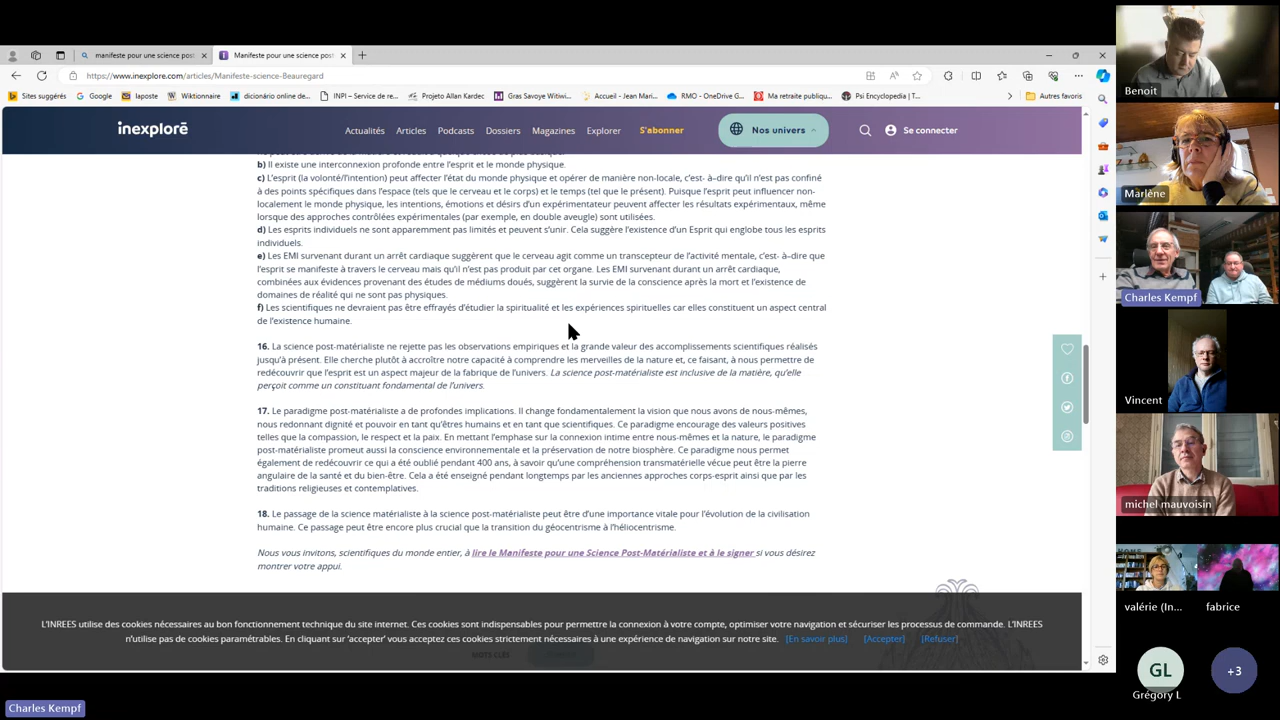 manifeste pour une science pos
Manifeste pour une science post
https://www.inexplore.com/articles/Manifeste-science-Beauregard
Sites suggérés
Google
laposte
Wiktionnaire
dicionário online de...
INPI – Service de re...
Projeto Allan Kardec
Gras Savoye Witiwi...
Accueil - Jean Mari...
RMO - OneDrive G...
Ma retraite publiqu...
Psi Encyclopedia | T...
Autres favoris
inexploré
Actualités
Articles
Podcasts
Dossiers
Magazines
Explorer
S'abonner
Nos univers
Se connecter
b) Il existe une interconnexion profonde entre l'esprit et le monde physique.
c) L'esprit (la volonté/l'intention) peut affecter l'état du monde physique et opérer de manière non-locale, c'est- à-dire qu'il n'est pas confiné
à des points spécifiques dans l'espace (tels que le cerveau et le corps) et le temps (tel que le présent). Puisque l'esprit peut influencer non-
localement le monde physique, les intentions, émotions et désirs d'un expérimentateur peuvent affecter les résultats expérimentaux, même
lorsque des approches contrôlées expérimentales (par exemple, en double aveugle) sont utilisées.
d) Les esprits individuels ne sont apparemment pas limités et peuvent s'unir. Cela suggère l'existence d'un Esprit qui englobe tous les esprits
individuels.
e) Les EMI survenant durant un arrêt cardiaque suggèrent que le cerveau agit comme un transcepteur de l'activité mentale, c'est- à-dire que
l'esprit se manifeste à travers le cerveau mais qu'il n'est pas produit par cet organe. Les EMI survenant durant un arrêt cardiaque,
combinées aux évidences provenant des études de médiums doués, suggèrent la survie de la conscience après la mort et l'existence de
domaines de réalité qui ne sont pas physiques.
f) Les scientifiques ne devraient pas être effrayés d'étudier la spiritualité et les expériences spirituelles car elles constituent un aspect central
de l'existence humaine.
16. La science post-matérialiste ne rejette pas les observations empiriques et la grande valeur des accomplissements scientifiques réalisés
jusqu'à présent. Elle cherche plutôt à accroître notre capacité à comprendre les merveilles de la nature et, ce faisant, à nous permettre de
redécouvrir que l'esprit est un aspect majeur de la fabrique de l'univers. La science post-matérialiste est inclusive de la matière, qu'elle
perçoit comme un constituant fondamental de l'univers.
17. Le paradigme post-matérialiste a de profondes implications. Il change fondamentalement la vision que nous avons de nous-mêmes,
nous redonnant dignité et pouvoir en tant qu'êtres humains et en tant que scientifiques. Ce paradigme encourage des valeurs positives
telles que la compassion, le respect et la paix. En mettant l'emphase sur la connexion intime entre nous-mêmes et la nature, le paradigme
post-matérialiste promeut aussi la conscience environnementale et la préservation de notre biosphère. Ce paradigme nous permet
également de redécouvrir ce qui a été oublié pendant 400 ans, à savoir qu'une compréhension transmatérielle vécue peut être la pierre
angulaire de la santé et du bien-être. Cela a été enseigné pendant longtemps par les anciennes approches corps-esprit ainsi que par les
traditions religieuses et contemplatives.
18. Le passage de la science matérialiste à la science post-matérialiste peut être d'une importance vitale pour l'évolution de la civilisation
humaine. Ce passage peut être encore plus crucial que la transition du géocentrisme à l'héliocentrisme.
Nous vous invitons, scientifiques du monde entier, à lire le Manifeste pour une Science Post-Matérialiste et à le signer si vous désirez
montrer votre appui.
L'INREES utilise des cookies nécessaires au bon fonctionnement technique du site internet. Ces cookies sont indispensables pour permettre la connexion à votre compte, optimiser votre navigation et sécuriser les processus de commande. L'INREES
n'utilise pas de cookies paramétrables. En cliquant sur 'accepter' vous acceptez ces cookies strictement nécessaires à une expérience de navigation sur notre site. [En savoir plus] [Accepter] [Refuser]
MOTS CLÉS
Charles Kempf
Benoit
Marlène
Charles Kempf
Vincent
michel mauvoisin
valérie (In...
fabrice
GL
Grégory L
+3